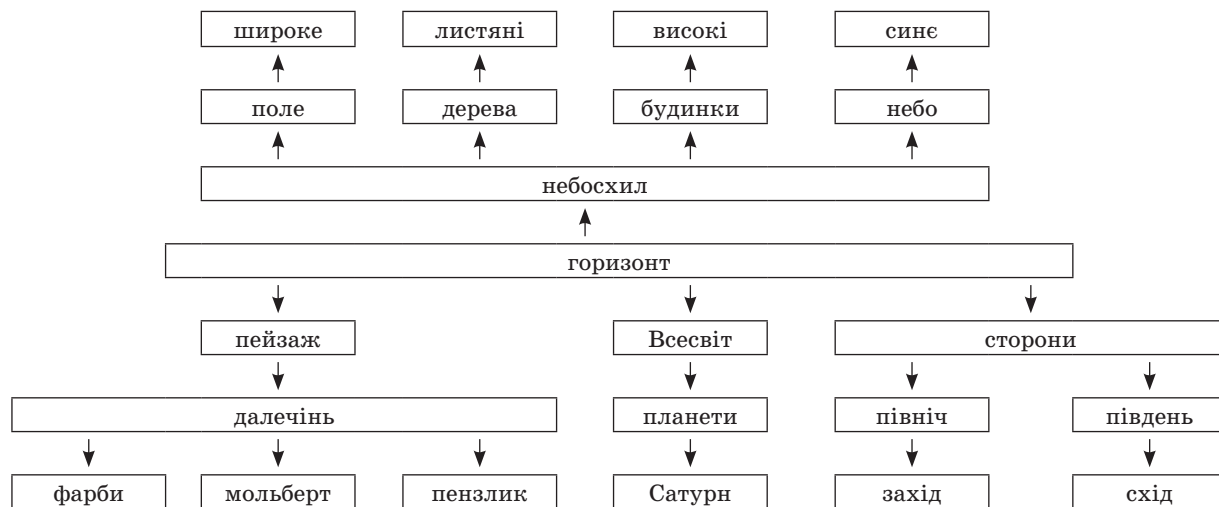 широке листяні високі синє
поле дерева будинки небо
небосхил
горизонт
пейзаж Всесвіт сторони
далечінь планети північ південь
фарби мольберт пензлик Сатурн захід схід